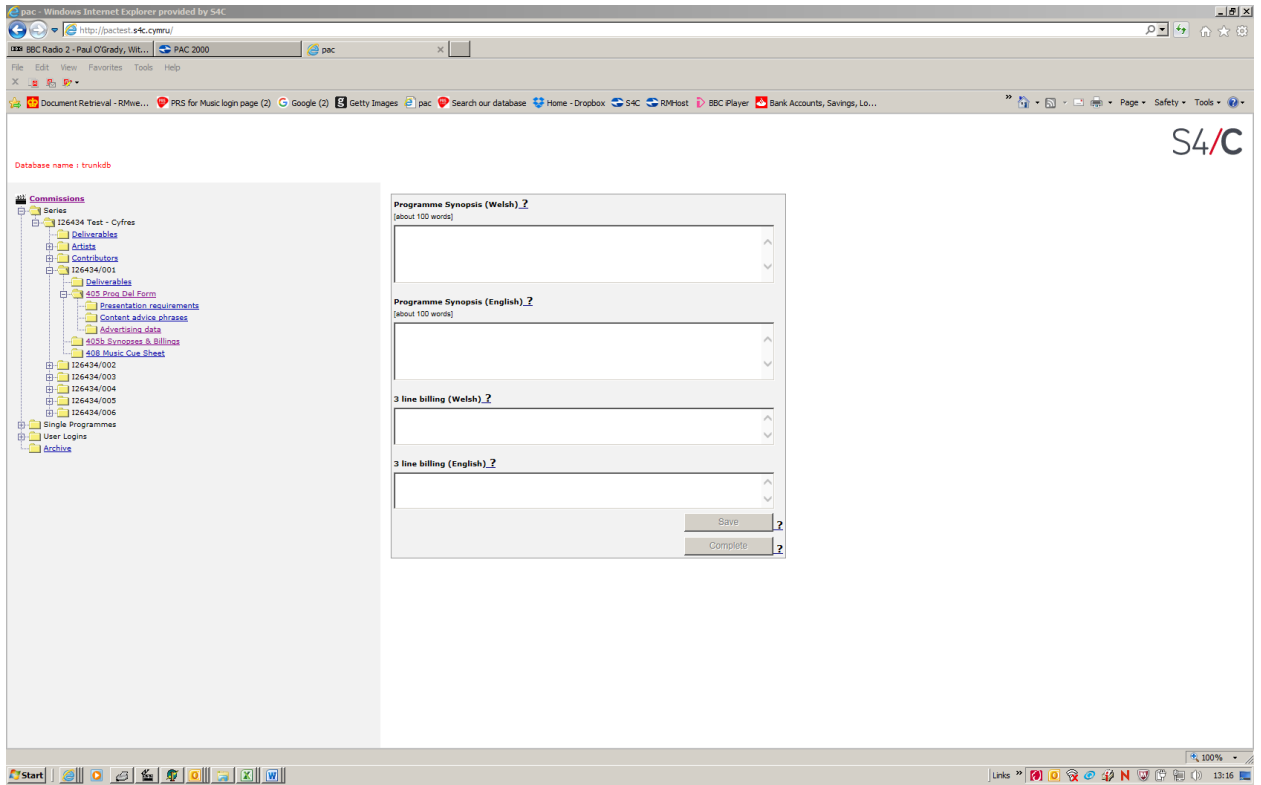 pac - Windows Internet Explorer provided by S4C
http://pactest.s4c.cymru/
BBC Radio 2 - Paul O'Grady, Wit... PAC 2000 pac
File Edit View Favorites Tools Help
Document Retrieval - RMwe... PRS for Music login page (2) Google (2) Getty Images pac Search our database Home - Dropbox S4C RMHost BBC iPlayer Bank Accounts, Savings, Lo... Page Safety Tools
S4/C
Database name : trunkdb
Commissions
Series
I26434 Test - Cyfres
Deliverables
Artists
Contributors
I26434/001
Deliverables
405 Prog Del Form
Presentation requirements
Content advice phrases
Advertising data
405b Synopses & Billings
408 Music Cue Sheet
I26434/002
I26434/003
I26434/004
I26434/005
I26434/006
Single Programmes
User Logins
Archive
Programme Synopsis (Welsh) ?
[about 100 words]
Programme Synopsis (English) ?
[about 100 words]
3 line billing (Welsh) ?
3 line billing (English) ?
Save ?
Complete ?
100%
Start Links 13:16